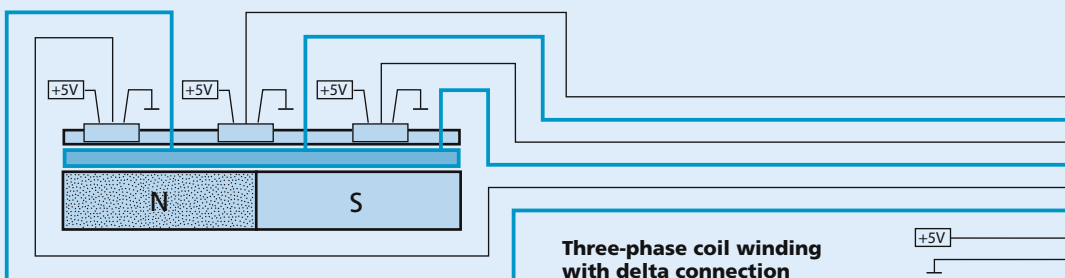 +5V +5V +5V
N S
+5V
Three-phase coil winding
with delta connection